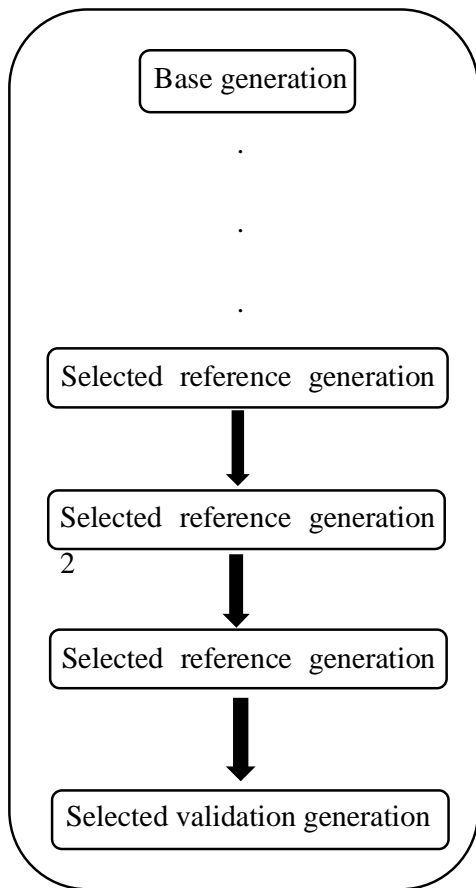 Base generation
.
.
.
Selected reference generation
Selected reference generation
2
Selected reference generation
Selected validation generation